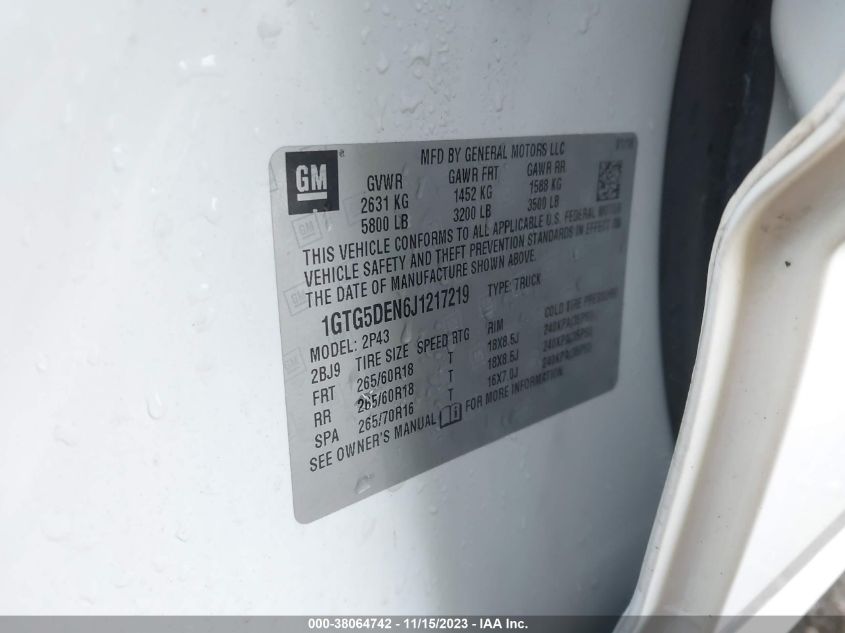 GM
MFD BY GENERAL MOTORS LLC
GVWR GAWR FRT GAWR RR
2631 KG 1452 KG 1588 KG
5800 LB 3200 LB 3500 LB
THIS VEHICLE CONFORMS TO ALL APPLICABLE U.S. FEDERAL MOTOR
VEHICLE SAFETY AND THEFT PREVENTION STANDARDS IN EFFECT ON
THE DATE OF MANUFACTURE SHOWN ABOVE.
1GTG5DEN6J1217219 TYPE: TRUCK
MODEL: 2P43
2BJ9 TIRE SIZE SPEED RTG RIM COLD TIRE PRESSURE
FRT 265/60R18 T 18X8.5J 240KPA(35PSI)
RR 265/60R18 T 18X8.5J 240KPA(35PSI)
SPA 265/70R16 T 16X7.0J 240KPA(35PSI)
SEE OWNER'S MANUAL FOR MORE INFORMATION.
000-38064742 - 11/15/2023 - IAA Inc.